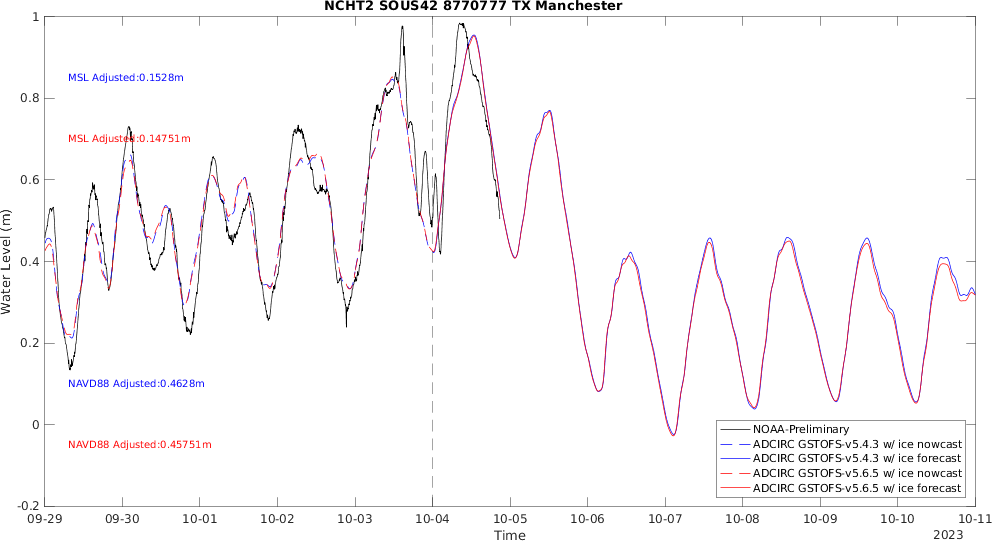 NCHT2 SOUS42 8770777 TX Manchester
1
0.8
0.6
0.4
0.2
0
-0.2
Water Level (m)
MSL Adjusted:0.1528m
MSL Adjusted:0.14751m
NAVD88 Adjusted:0.4628m
NAVD88 Adjusted:0.45751m
NOAA-Preliminary
ADCIRC GSTOFS-v5.4.3 w/ ice nowcast
ADCIRC GSTOFS-v5.4.3 w/ ice forecast
ADCIRC GSTOFS-v5.6.5 w/ ice nowcast
ADCIRC GSTOFS-v5.6.5 w/ ice forecast
09-29 09-30 10-01 10-02 10-03 10-04 10-05 10-06 10-07 10-08 10-09 10-10 10-11
Time
2023